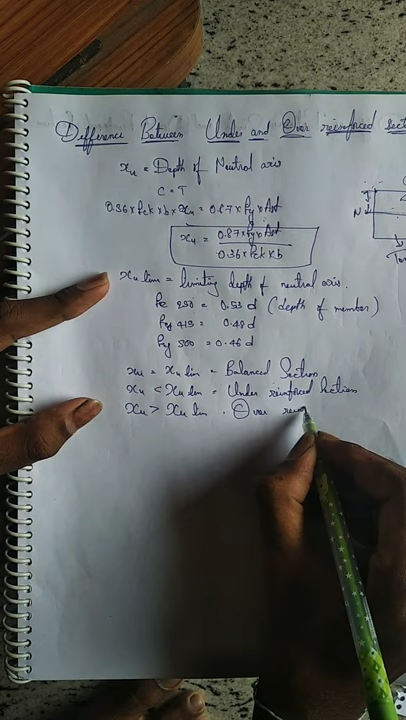 Difference Between Under and Over reinforced sect
xu = Depth of Neutral axis
C = T
0.36 × fck × b × xu = 0.87 × fy × Ast
xu = 0.87 × fy × Ast / 0.36 × fck × b
xu lim = limiting depth of neutral axis.
Fe 250 = 0.53 d (depth of member)
Fy 415 = 0.48 d
Fy 500 = 0.46 d
xu = xu lim = Balanced Section
xu < xu lim = Under reinforced Section
xu > xu lim . Over rein
C
N
Ten